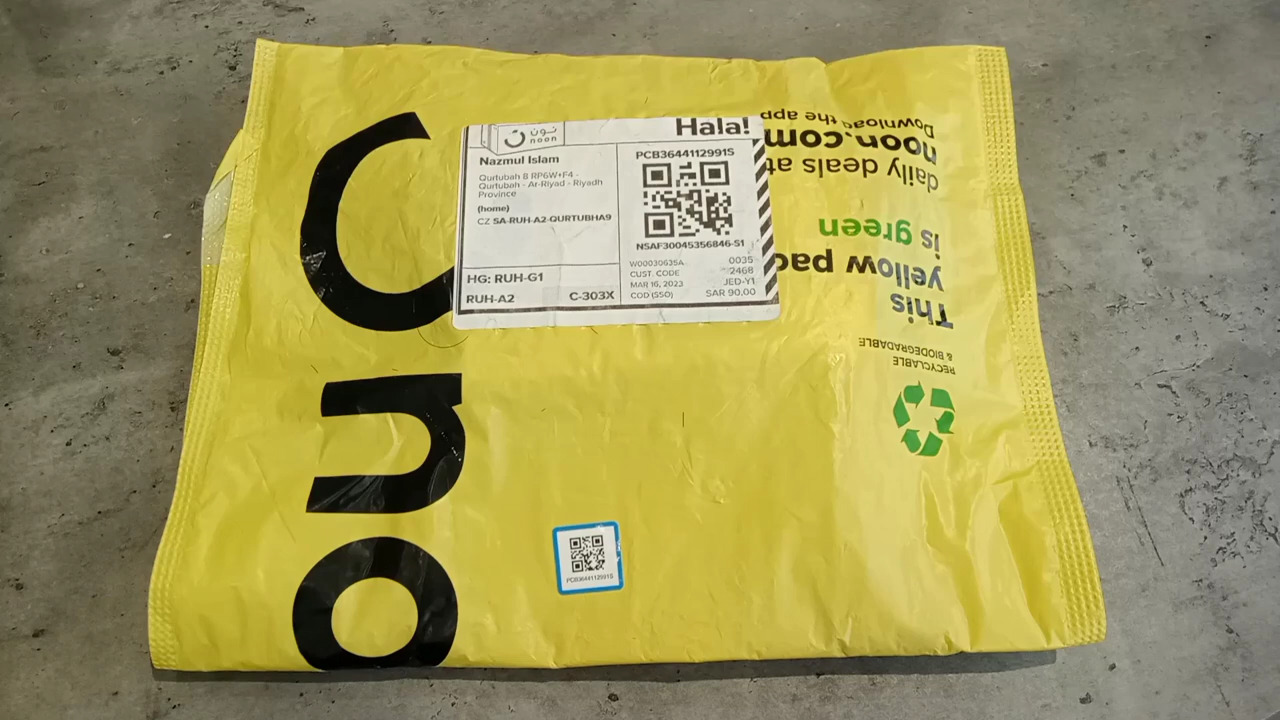 نون
noon
Hala!
Nazmul Islam
Qurtubah 8 RP6W+F4 -
Qurtubah - Ar-Riyad - Riyadh
Province
(home)
CZ SA-RUH-A2-QURTUBHA9
HG: RUH-G1
RUH-A2 C-303X
PCB3644112991S
NSAF30045356846-S1
W00030635A 0035
CUST. CODE 2468
MAR 16, 2023 JED-Y1
COD (SSO) SAR 90.00
noo
RECYCLABLE
& BIODEGRADABLE
This
yellow pac
is green
daily deals at
noon.com
Download the app
PCB3644112991S